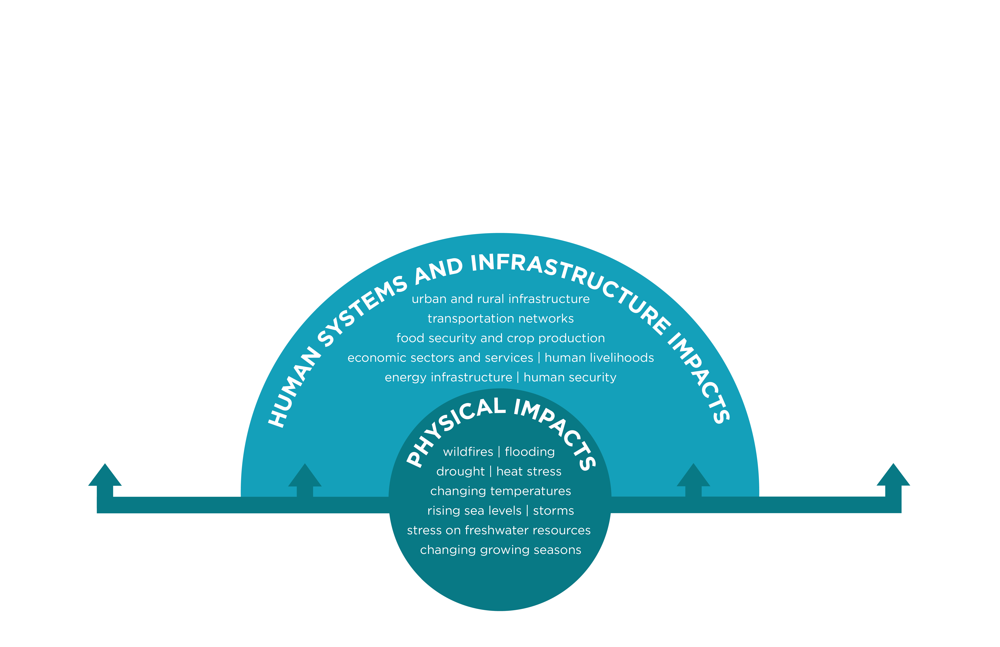 HUMAN SYSTEMS AND INFRASTRUCTURE IMPACTS
urban and rural infrastructure
transportation networks
food security and crop production
economic sectors and services | human livelihoods
energy infrastructure | human security
PHYSICAL IMPACTS
wildfires | flooding
drought | heat stress
changing temperatures
rising sea levels | storms
stress on freshwater resources
changing growing seasons